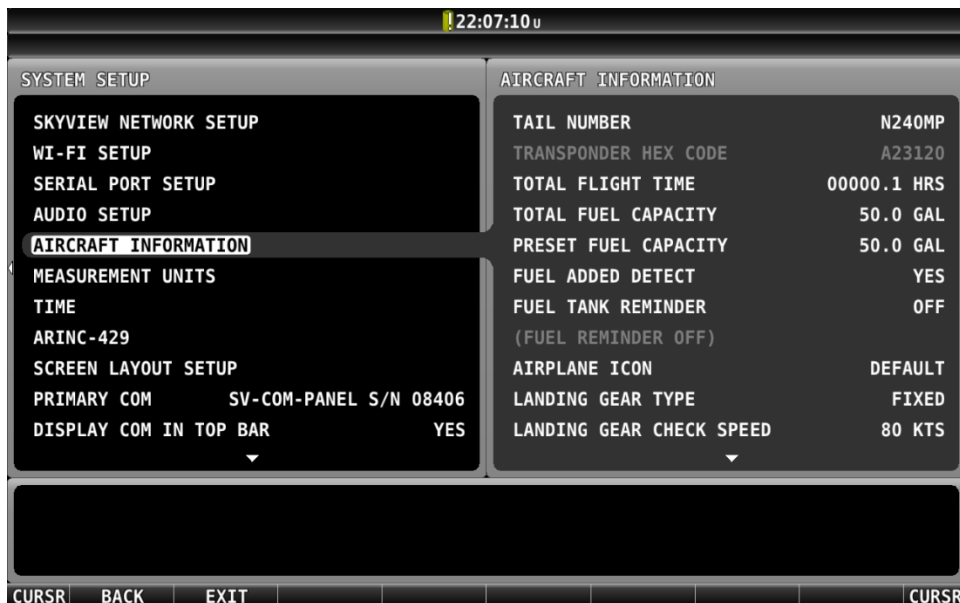 !22:07:10 U
SYSTEM SETUP
SKYVIEW NETWORK SETUP
WI-FI SETUP
SERIAL PORT SETUP
AUDIO SETUP
AIRCRAFT INFORMATION
MEASUREMENT UNITS
TIME
ARINC-429
SCREEN LAYOUT SETUP
PRIMARY COM SV-COM-PANEL S/N 08406
DISPLAY COM IN TOP BAR YES
AIRCRAFT INFORMATION
TAIL NUMBER N240MP
TRANSPONDER HEX CODE A23120
TOTAL FLIGHT TIME 00000.1 HRS
TOTAL FUEL CAPACITY 50.0 GAL
PRESET FUEL CAPACITY 50.0 GAL
FUEL ADDED DETECT YES
FUEL TANK REMINDER OFF
(FUEL REMINDER OFF)
AIRPLANE ICON DEFAULT
LANDING GEAR TYPE FIXED
LANDING GEAR CHECK SPEED 80 KTS
CURSR BACK EXIT CURSR